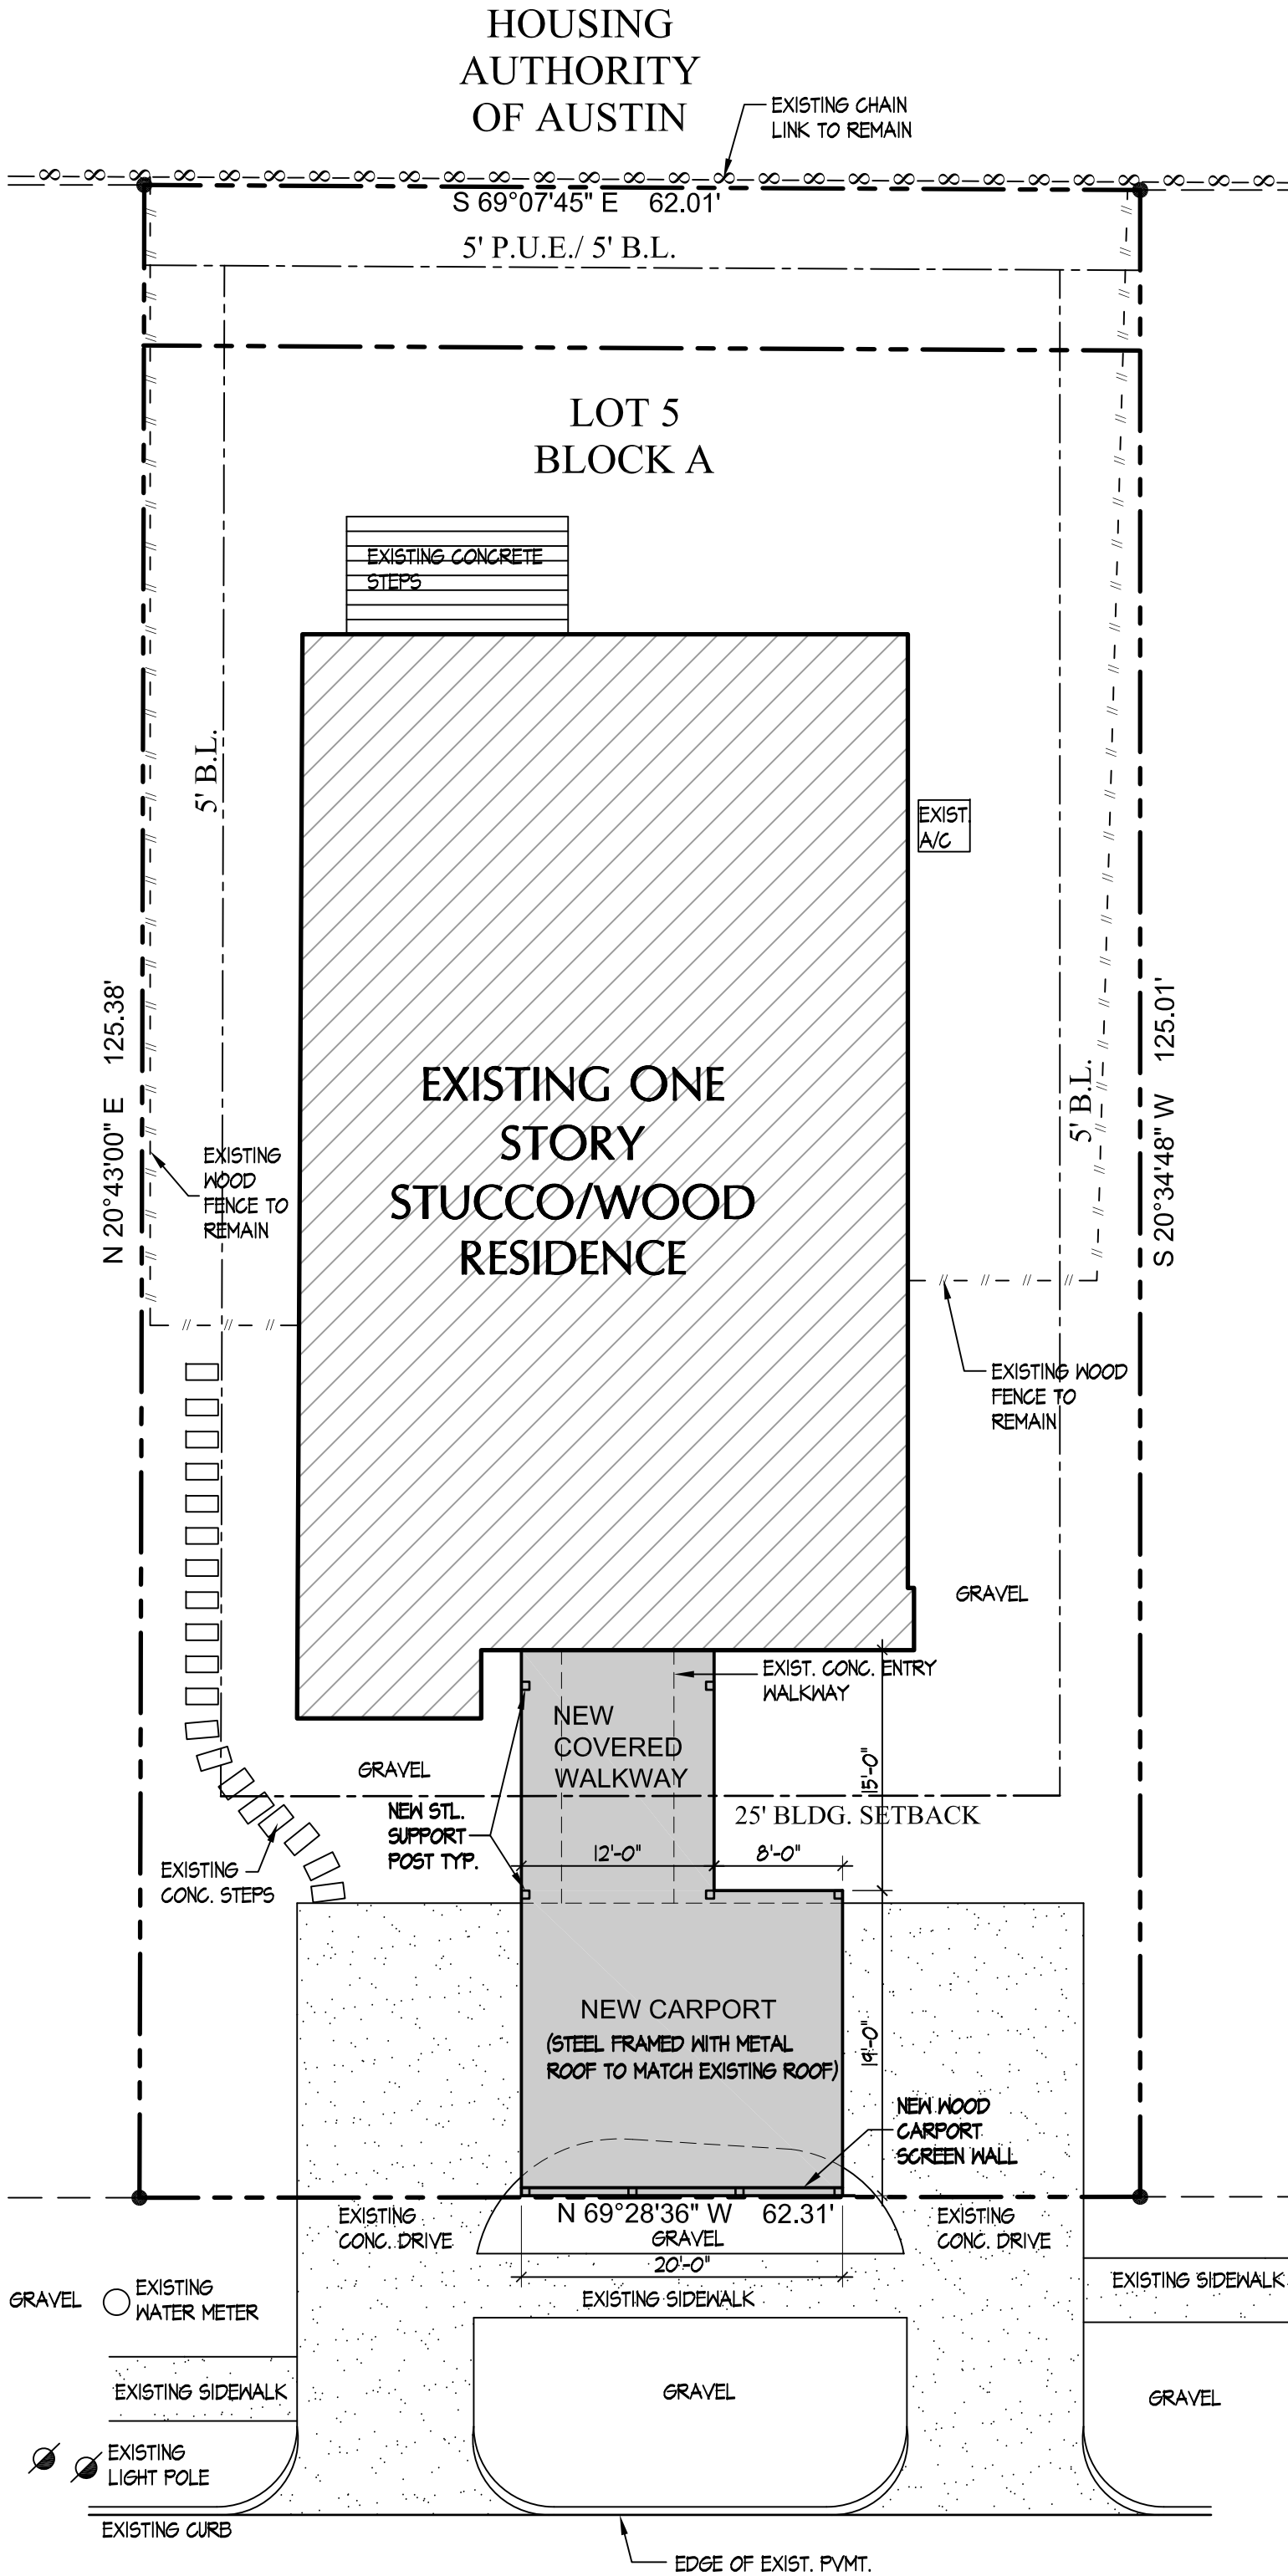 HOUSING
AUTHORITY
OF AUSTIN
EXISTING CHAIN
LINK TO REMAIN
S 69°07'45" E 62.01'
5' P.U.E./ 5' B.L.
LOT 5
BLOCK A
EXISTING CONCRETE
STEPS
5' B.L.
EXIST.
A/C
N 20°43'00" E 125.38'
EXISTING ONE
STORY
STUCCO/WOOD
RESIDENCE
5' B.L.
S 20°34'48" W 125.01'
EXISTING
WOOD
FENCE TO
REMAIN
EXISTING WOOD
FENCE TO
REMAIN
GRAVEL
EXIST. CONC. ENTRY
WALKWAY
NEW
COVERED
WALKWAY
GRAVEL
15'-0"
NEW STL.
SUPPORT
POST TYP.
25' BLDG. SETBACK
12'-0"
8'-0"
EXISTING
CONC. STEPS
NEW CARPORT
(STEEL FRAMED WITH METAL
ROOF TO MATCH EXISTING ROOF)
19'-0"
NEW WOOD
CARPORT
SCREEN WALL
EXISTING
CONC. DRIVE
N 69°28'36" W 62.31'
GRAVEL
EXISTING
CONC. DRIVE
20'-0"
EXISTING SIDEWALK
EXISTING SIDEWALK
GRAVEL
EXISTING
WATER METER
EXISTING SIDEWALK
GRAVEL
GRAVEL
EXISTING
LIGHT POLE
EXISTING CURB
EDGE OF EXIST. PVMT.